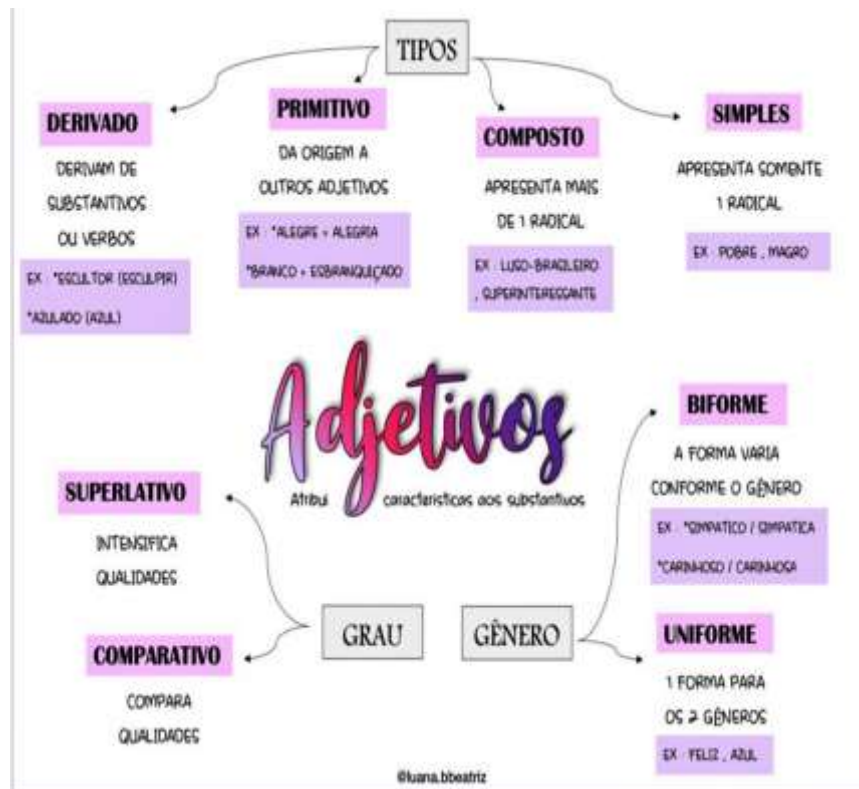 TIPOS
DERIVADO
DERIVAM DE
SUBSTANTIVOS
OU VERBOS
EX : *ESCULTOR (ESCULPIR)
*AZULADO (AZUL)
PRIMITIVO
DA ORIGEM A
OUTROS ADJETIVOS
EX : *ALEGRE = ALEGRIA
*BRANCO = ESBRANQUIÇADO
COMPOSTO
APRESENTA MAIS
DE 1 RADICAL
EX : LUSO-BRASILEIRO
, SUPERINTERESSANTE
SIMPLES
APRESENTA SOMENTE
1 RADICAL
EX : POBRE , MAGRO
Adjetivos
Atribui características aos substantivos
SUPERLATIVO
INTENSIFICA
QUALIDADES
COMPARATIVO
COMPARA
QUALIDADES
GRAU
GÊNERO
BIFORME
A FORMA VARIA
CONFORME O GÊNERO
EX : *SIMPATICO / SIMPATICA
*CARINHOSO / CARINHOSA
UNIFORME
1 FORMA PARA
OS 2 GÊNEROS
EX : FELIZ , AZUL
@luana.bbeatriz